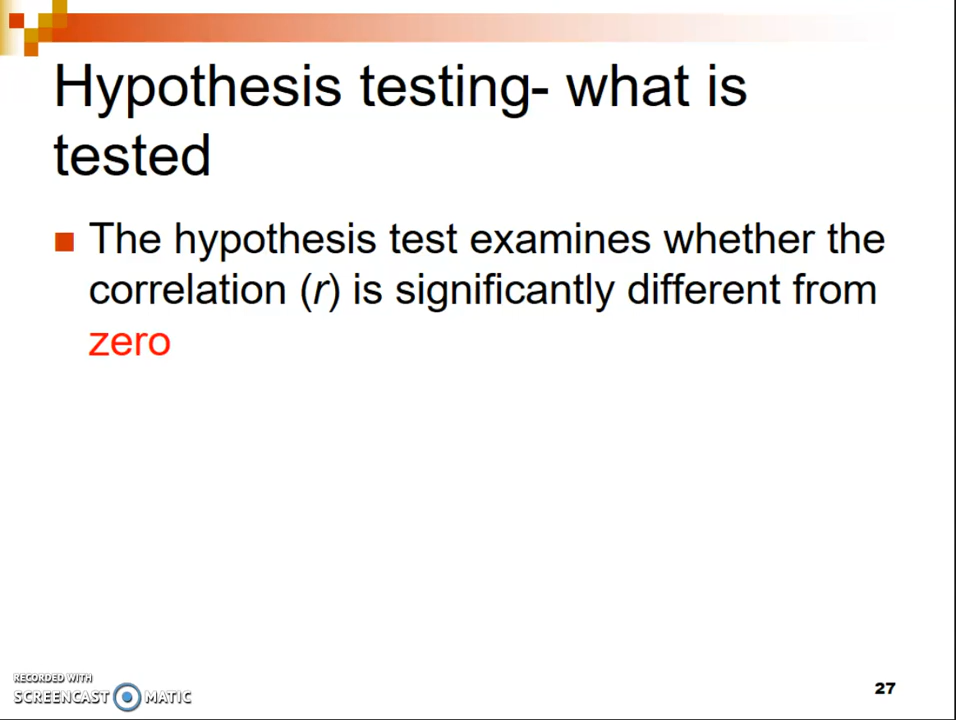 Hypothesis testing- what is
tested
The hypothesis test examines whether the
correlation (r) is significantly different from
zero
RECORDED WITH
SCREENCAST MATIC
27